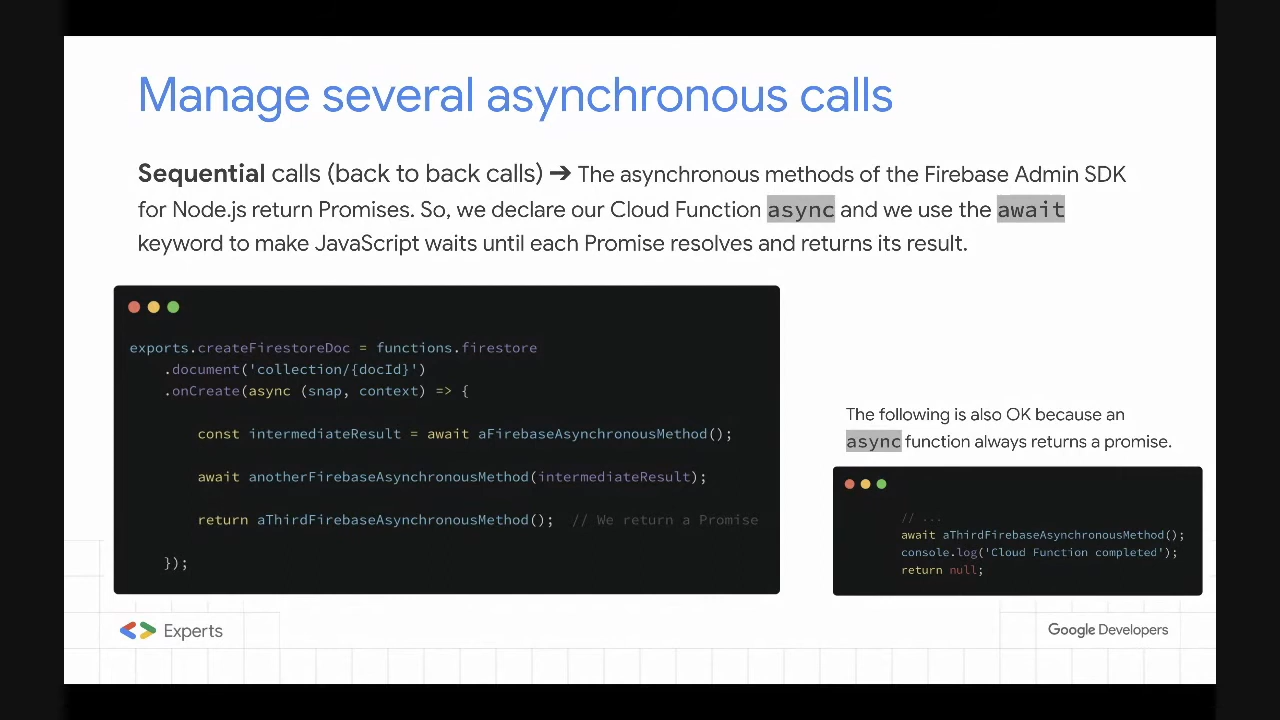 Manage several asynchronous calls
Sequential calls (back to back calls) ➔ The asynchronous methods of the Firebase Admin SDK
for Node.js return Promises. So, we declare our Cloud Function async and we use the await
keyword to make JavaScript waits until each Promise resolves and returns its result.
exports.createFirestoreDoc = functions.firestore
    .document('collection/{docId}')
    .onCreate(async (snap, context) => {
        const intermediateResult = await aFirebaseAsynchronousMethod();
        await anotherFirebaseAsynchronousMethod(intermediateResult);
        return aThirdFirebaseAsynchronousMethod();  // We return a Promise
    });
The following is also OK because an
async function always returns a promise.
// ...
await aThirdFirebaseAsynchronousMethod();
console.log('Cloud Function completed');
return null;
Experts
Google Developers